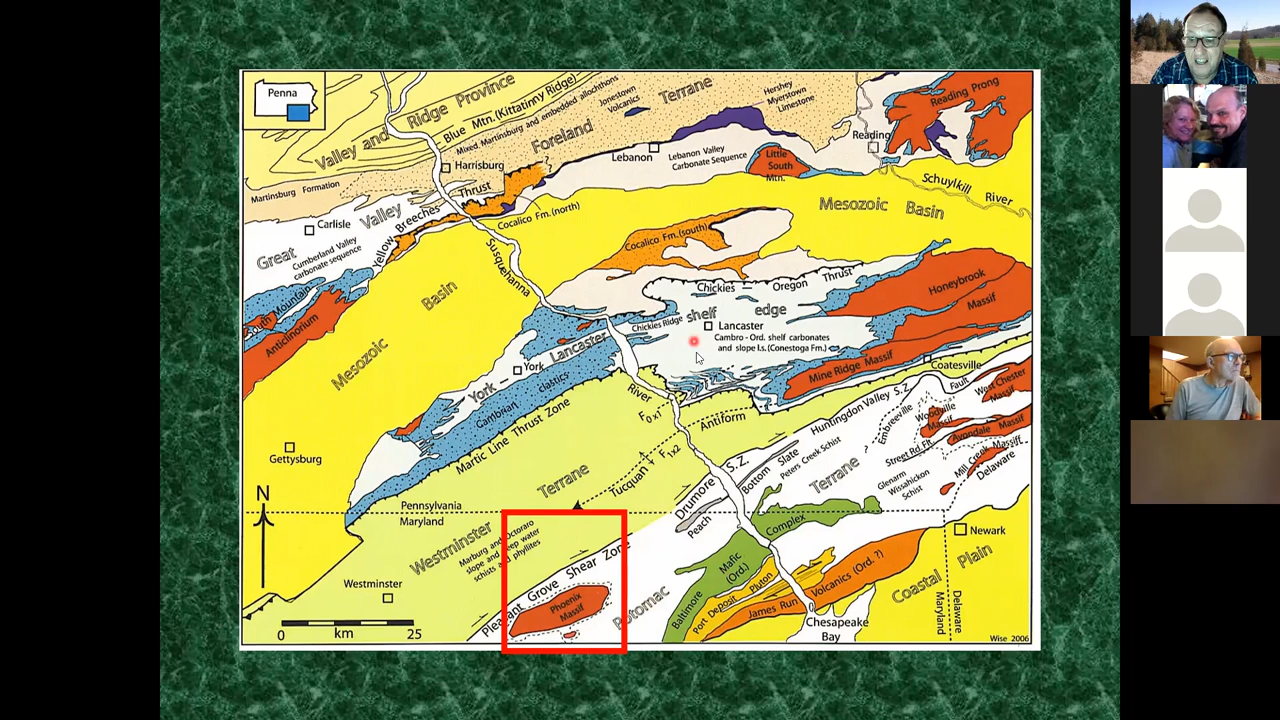 Penna
Valley and Ridge Province
Blue Mtn. (Kittatinny Ridge)
Mixed Martinsburg and embedded allochthons
Jonestown
Volcanics
Foreland Terrane
Hershey
Myerstown
Limestone
Reading Prong
Reading
Harrisburg
Lebanon
Lebanon Valley
Carbonate Sequence
Little
South
Mtn.
Martinsburg Formation
Schuylkill
River
Carlisle
Great Valley
Cumberland Valley
carbonate sequence
Yellow Breeches Thrust
Cocalico Fm. (north)
Mesozoic Basin
Susquehanna
River
Cocalico Fm. (south)
South Mountain
Anticlinorium
Mesozoic Basin
Chickies – Oregon Thrust
Honeybrook
Massif
Chickies Ridge
shelf edge
Lancaster
Cambro - Ord. shelf carbonates
and slope l.s. (Conestoga Fm.)
York – Lancaster
York
Cambrian clastics
Mine Ridge Massif
Coatesville
Martic Line Thrust Zone
Gettysburg
Antiform
Tucquan
Huntingdon Valley S.Z.
Fault
West Chester
Massif
Embreeville
Woodville
Massif
Avondale Massif
Street Rd. Flt.
Mill Creek Massiff
Delaware
Drumore S.Z.
Peach Bottom Slate
Peters Creek Schist
?
Glenarm
Wissahickon
Schist
Potomac Terrane
N
Pennsylvania
Maryland
Westminster Terrane
Marburg and Octoraro
slope and deep water
schists and phyllites
Pleasant Grove Shear Zone
Phoenix
Massif
Baltimore Mafic Complex
(Ord.)
Port Deposit Pluton
James Run Volcanics (Ord. ?)
Newark
Coastal Plain
Delaware
Maryland
Chesapeake
Bay
Westminster
0 25
km
Wise 2006